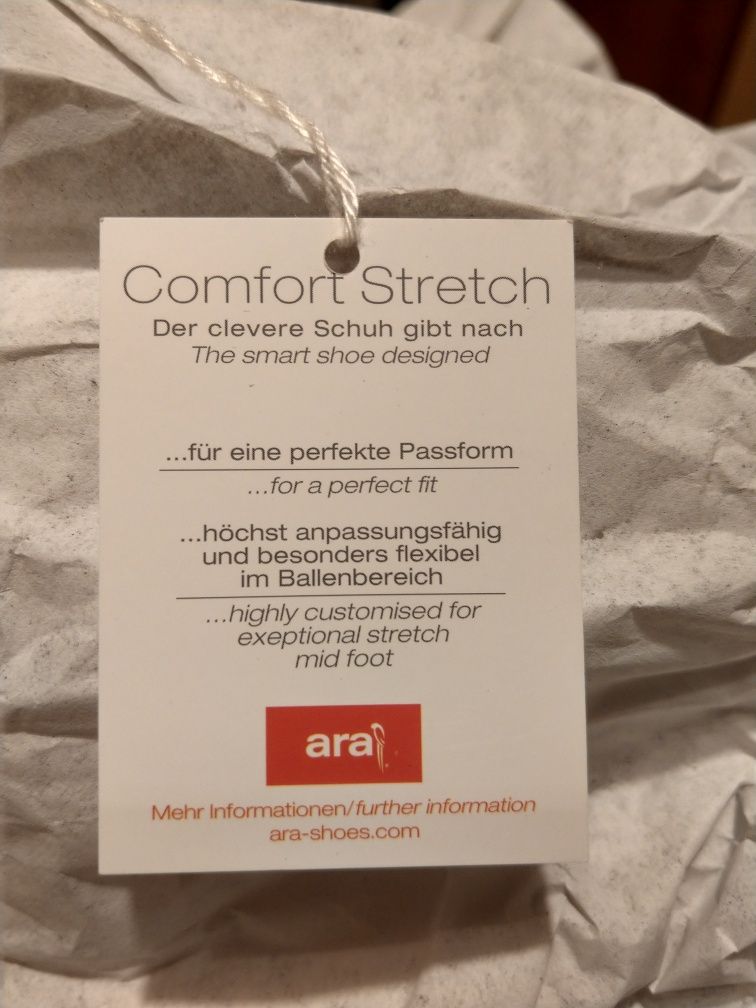 Comfort Stretch
Der clevere Schuh gibt nach
The smart shoe designed
...für eine perfekte Passform
...for a perfect fit
...höchst anpassungsfähig
und besonders flexibel
im Ballenbereich
...highly customised for
exeptional stretch
mid foot
ara
Mehr Informationen/further information
ara-shoes.com